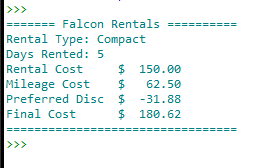 >>>
======= Falcon Rentals ==========
Rental Type: Compact
Days Rented: 5
Rental Cost     $  150.00
Mileage Cost    $   62.50
Preferred Disc  $  -31.88
Final Cost      $  180.62
=================================
>>>